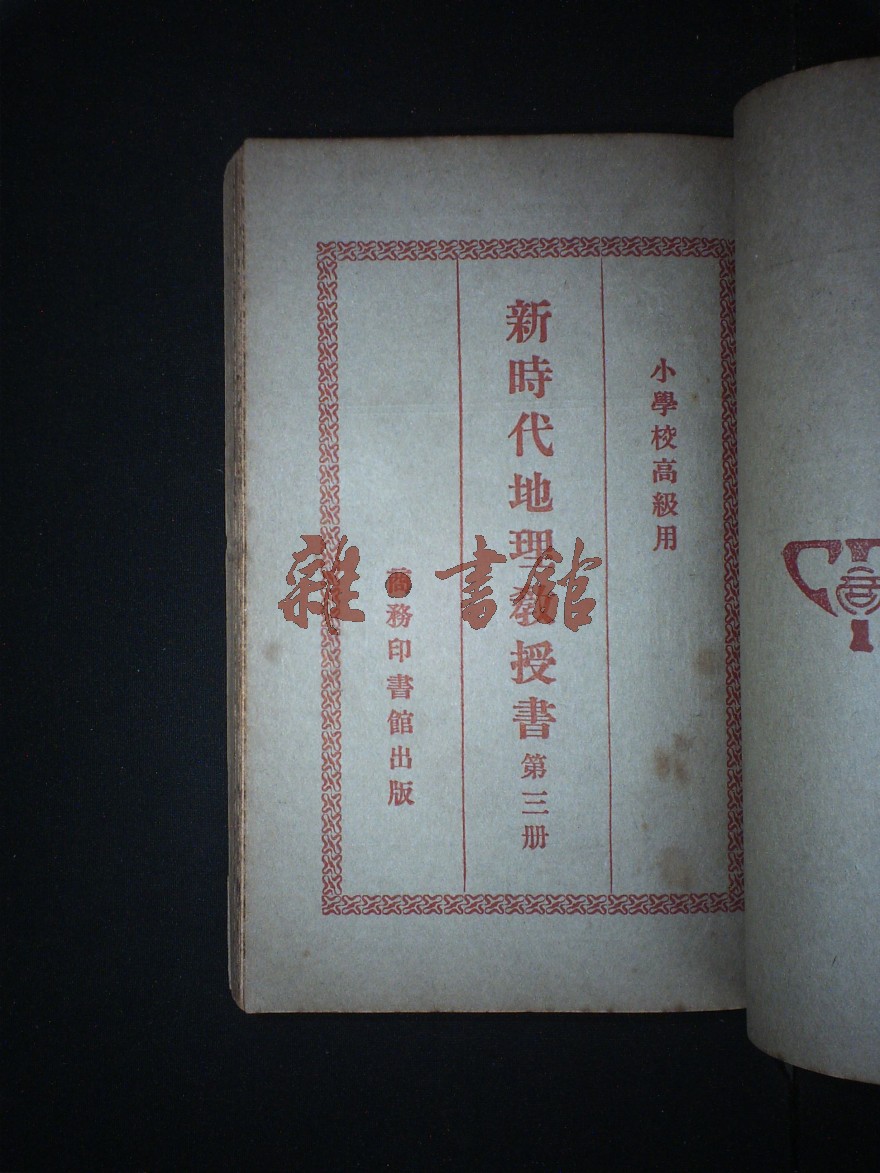 小學校高級用
新時代地理教授書 第三册
商務印書館出版
雜·書館